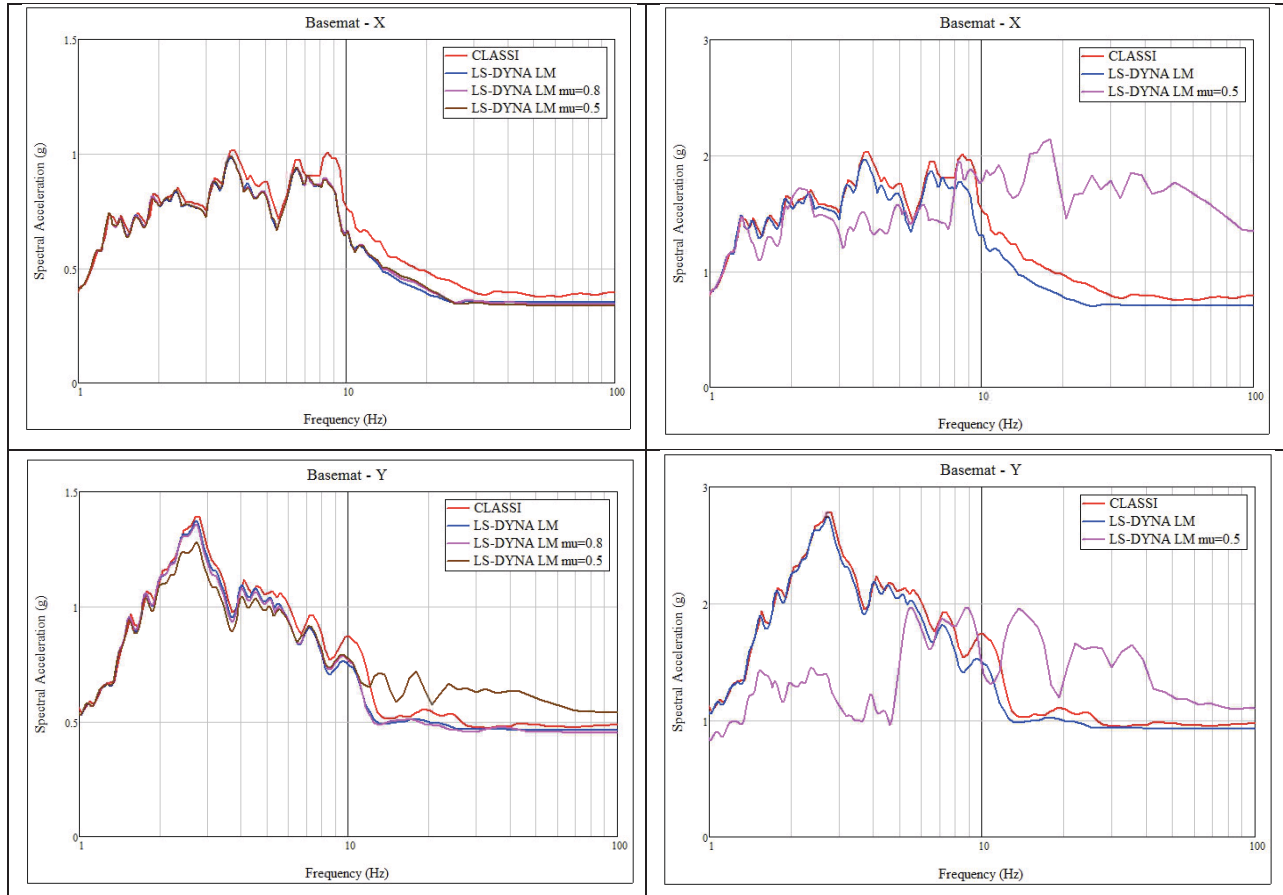 Basemat - X
1.5
1
0.5
0
Spectral Acceleration (g)
CLASSI
LS-DYNA LM
LS-DYNA LM mu=0.8
LS-DYNA LM mu=0.5
1
10
100
Frequency (Hz)
Basemat - X
3
2
1
0
Spectral Acceleration (g)
CLASSI
LS-DYNA LM
LS-DYNA LM mu=0.5
1
10
100
Frequency (Hz)
Basemat - Y
1.5
1
0.5
0
Spectral Acceleration (g)
CLASSI
LS-DYNA LM
LS-DYNA LM mu=0.8
LS-DYNA LM mu=0.5
1
10
100
Frequency (Hz)
Basemat - Y
3
2
1
0
Spectral Acceleration (g)
CLASSI
LS-DYNA LM
LS-DYNA LM mu=0.5
1
10
100
Frequency (Hz)